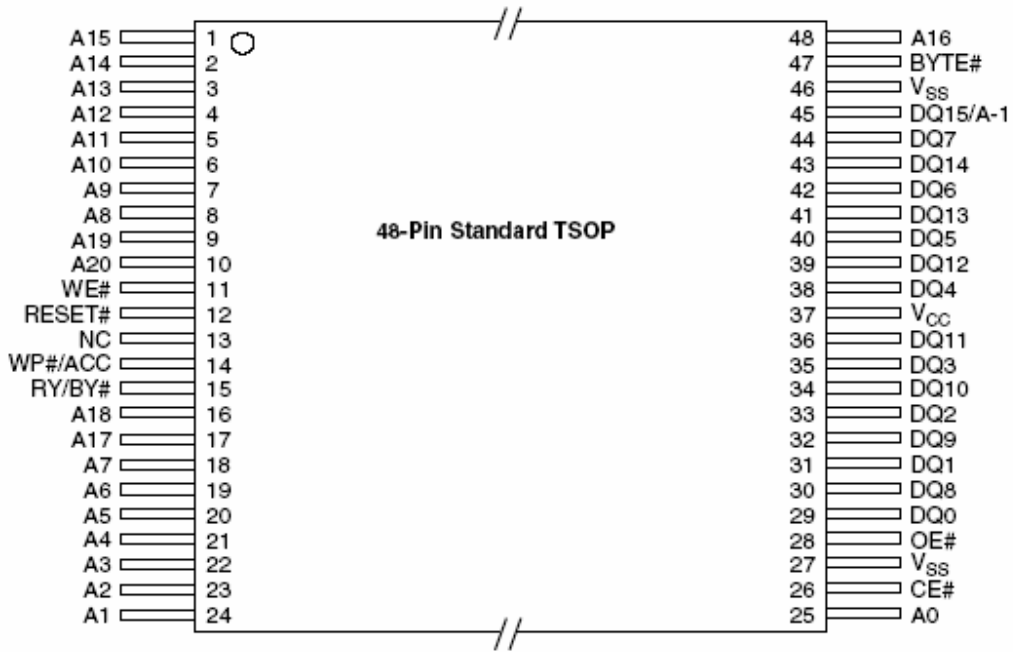 A15 1 48 A16
A14 2 47 BYTE#
A13 3 46 VSS
A12 4 45 DQ15/A-1
A11 5 44 DQ7
A10 6 43 DQ14
A9 7 42 DQ6
A8 8 41 DQ13
48-Pin Standard TSOP
A19 9 40 DQ5
A20 10 39 DQ12
WE# 11 38 DQ4
RESET# 12 37 VCC
NC 13 36 DQ11
WP#/ACC 14 35 DQ3
RY/BY# 15 34 DQ10
A18 16 33 DQ2
A17 17 32 DQ9
A7 18 31 DQ1
A6 19 30 DQ8
A5 20 29 DQ0
A4 21 28 OE#
A3 22 27 VSS
A2 23 26 CE#
A1 24 25 A0